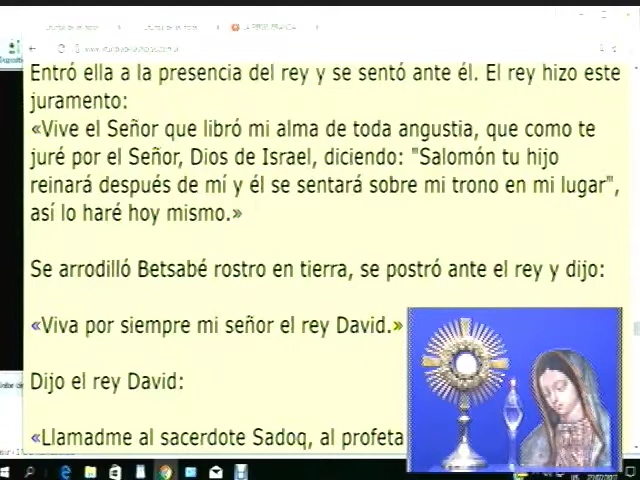 Entró ella a la presencia del rey y se sentó ante él. El rey hizo este
juramento:
«Vive el Señor que libró mi alma de toda angustia, que como te
juré por el Señor, Dios de Israel, diciendo: "Salomón tu hijo
reinará después de mí y él se sentará sobre mi trono en mi lugar",
así lo haré hoy mismo.»
Se arrodilló Betsabé rostro en tierra, se postró ante el rey y dijo:
«Viva por siempre mi señor el rey David.»
Dijo el rey David:
«Llamadme al sacerdote Sadoq, al profeta